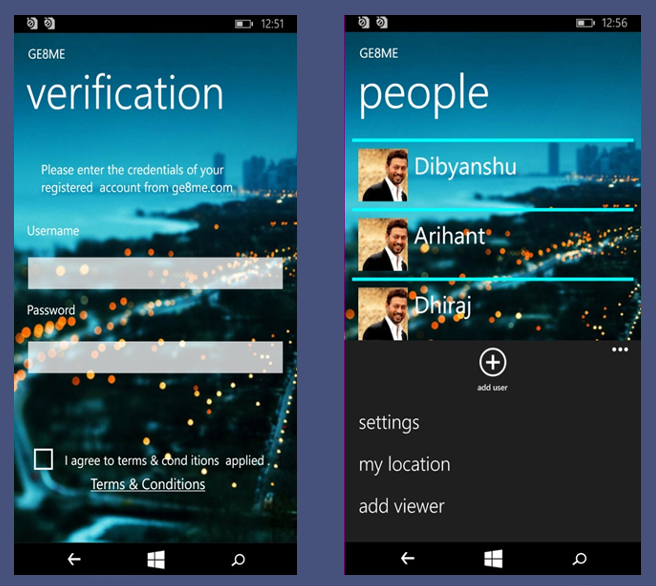 12:51
GE8ME
verification
Please enter the credentials of your
registered account from ge8me.com
Username
Password
I agree to terms & cond itions applied .
Terms & Conditions
12:56
GE8ME
people
Dibyanshu
Arihant
Dhiraj
add user
settings
my location
add viewer